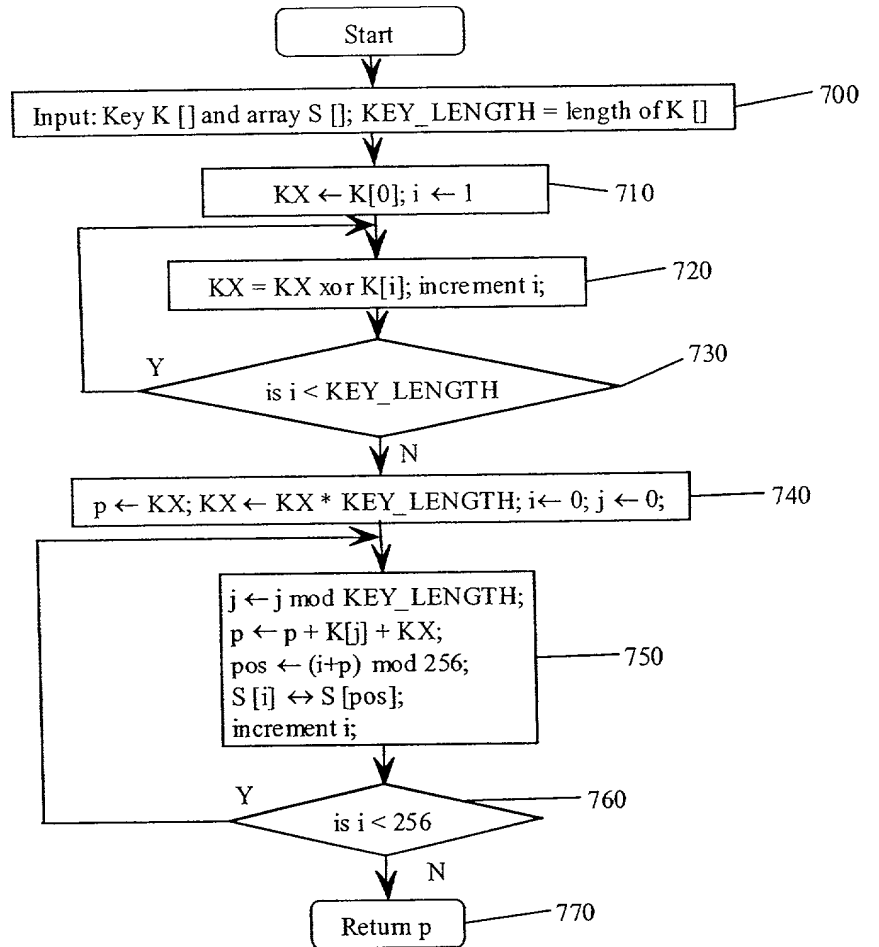 Start
Input: Key K [] and array S []; KEY_LENGTH = length of K []
700
KX ← K[0]; i ← 1
710
KX = KX xor K[i]; increment i;
720
Y
is i < KEY_LENGTH
730
N
p ← KX; KX ← KX * KEY_LENGTH; i← 0; j ← 0;
740
j ← j mod KEY_LENGTH;
p ← p + K[j] + KX;
pos ← (i+p) mod 256;
S [i] ↔ S [pos];
increment i;
750
Y
is i < 256
760
N
Return p
770